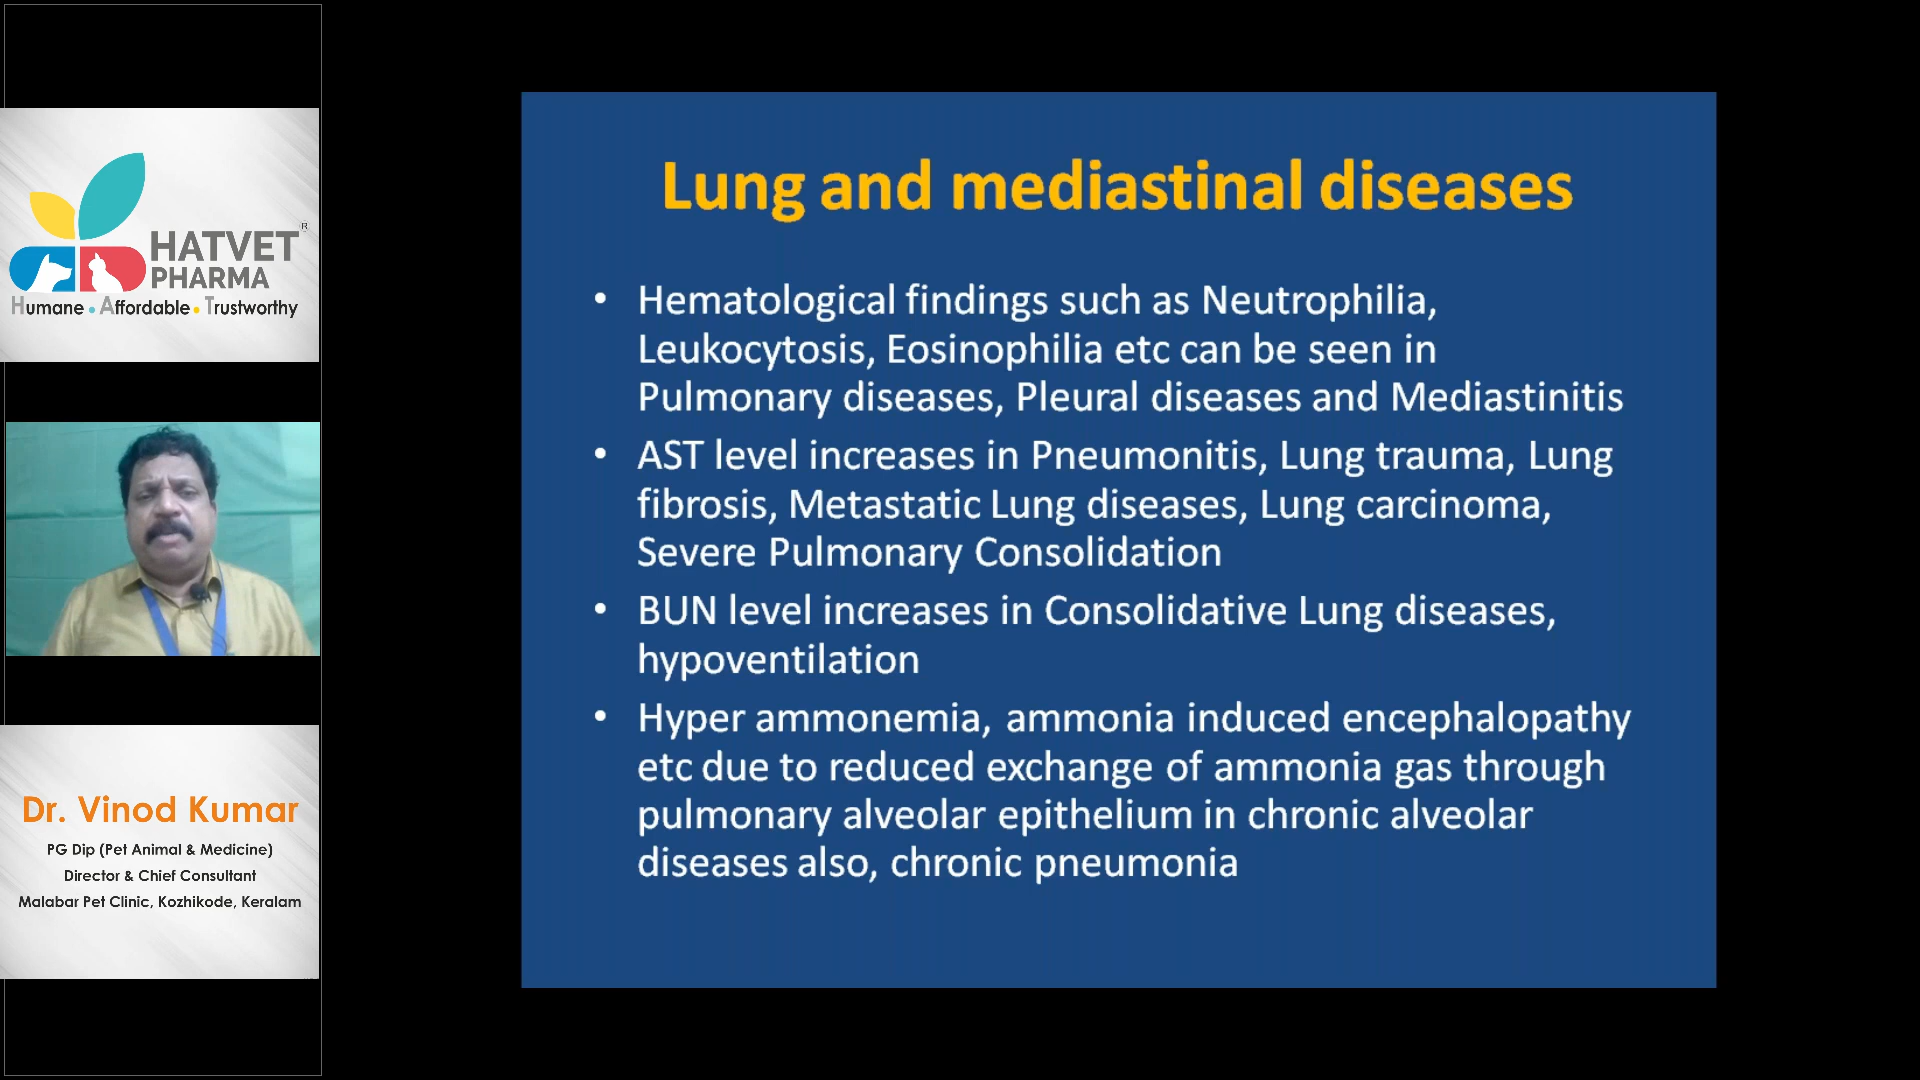 HATVET®
PHARMA
Humane • Affordable • Trustworthy
Dr. Vinod Kumar
PG Dip (Pet Animal & Medicine)
Director & Chief Consultant
Malabar Pet Clinic, Kozhikode, Keralam
Lung and mediastinal diseases
• Hematological findings such as Neutrophilia,
Leukocytosis, Eosinophilia etc can be seen in
Pulmonary diseases, Pleural diseases and Mediastinitis
• AST level increases in Pneumonitis, Lung trauma, Lung
fibrosis, Metastatic Lung diseases, Lung carcinoma,
Severe Pulmonary Consolidation
• BUN level increases in Consolidative Lung diseases,
hypoventilation
• Hyper ammonemia, ammonia induced encephalopathy
etc due to reduced exchange of ammonia gas through
pulmonary alveolar epithelium in chronic alveolar
diseases also, chronic pneumonia